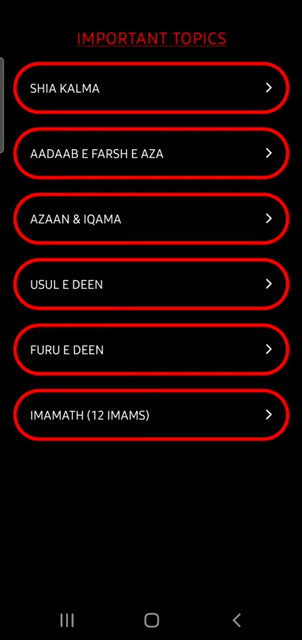 IMPORTANT TOPICS
SHIA KALMA
AADAAB E FARSH E AZA
AZAAN & IQAMA
USUL E DEEN
FURU E DEEN
IMAMATH (12 IMAMS)